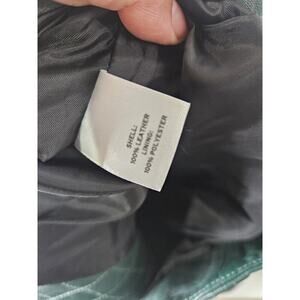 SHELL:
100% LEATHER
LINING:
100% POLYESTER